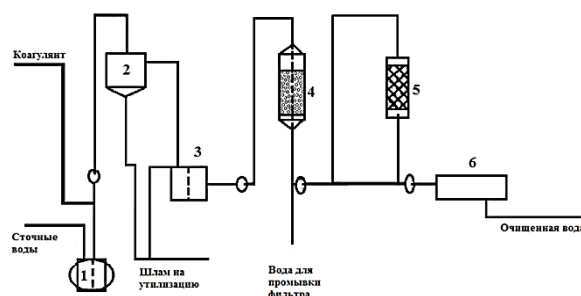 Коагулянт
2
4
5
3
6
Сточные
воды
1
Шлам на
утилизацию
Вода для
промывки
фильтра
Очищенная вода